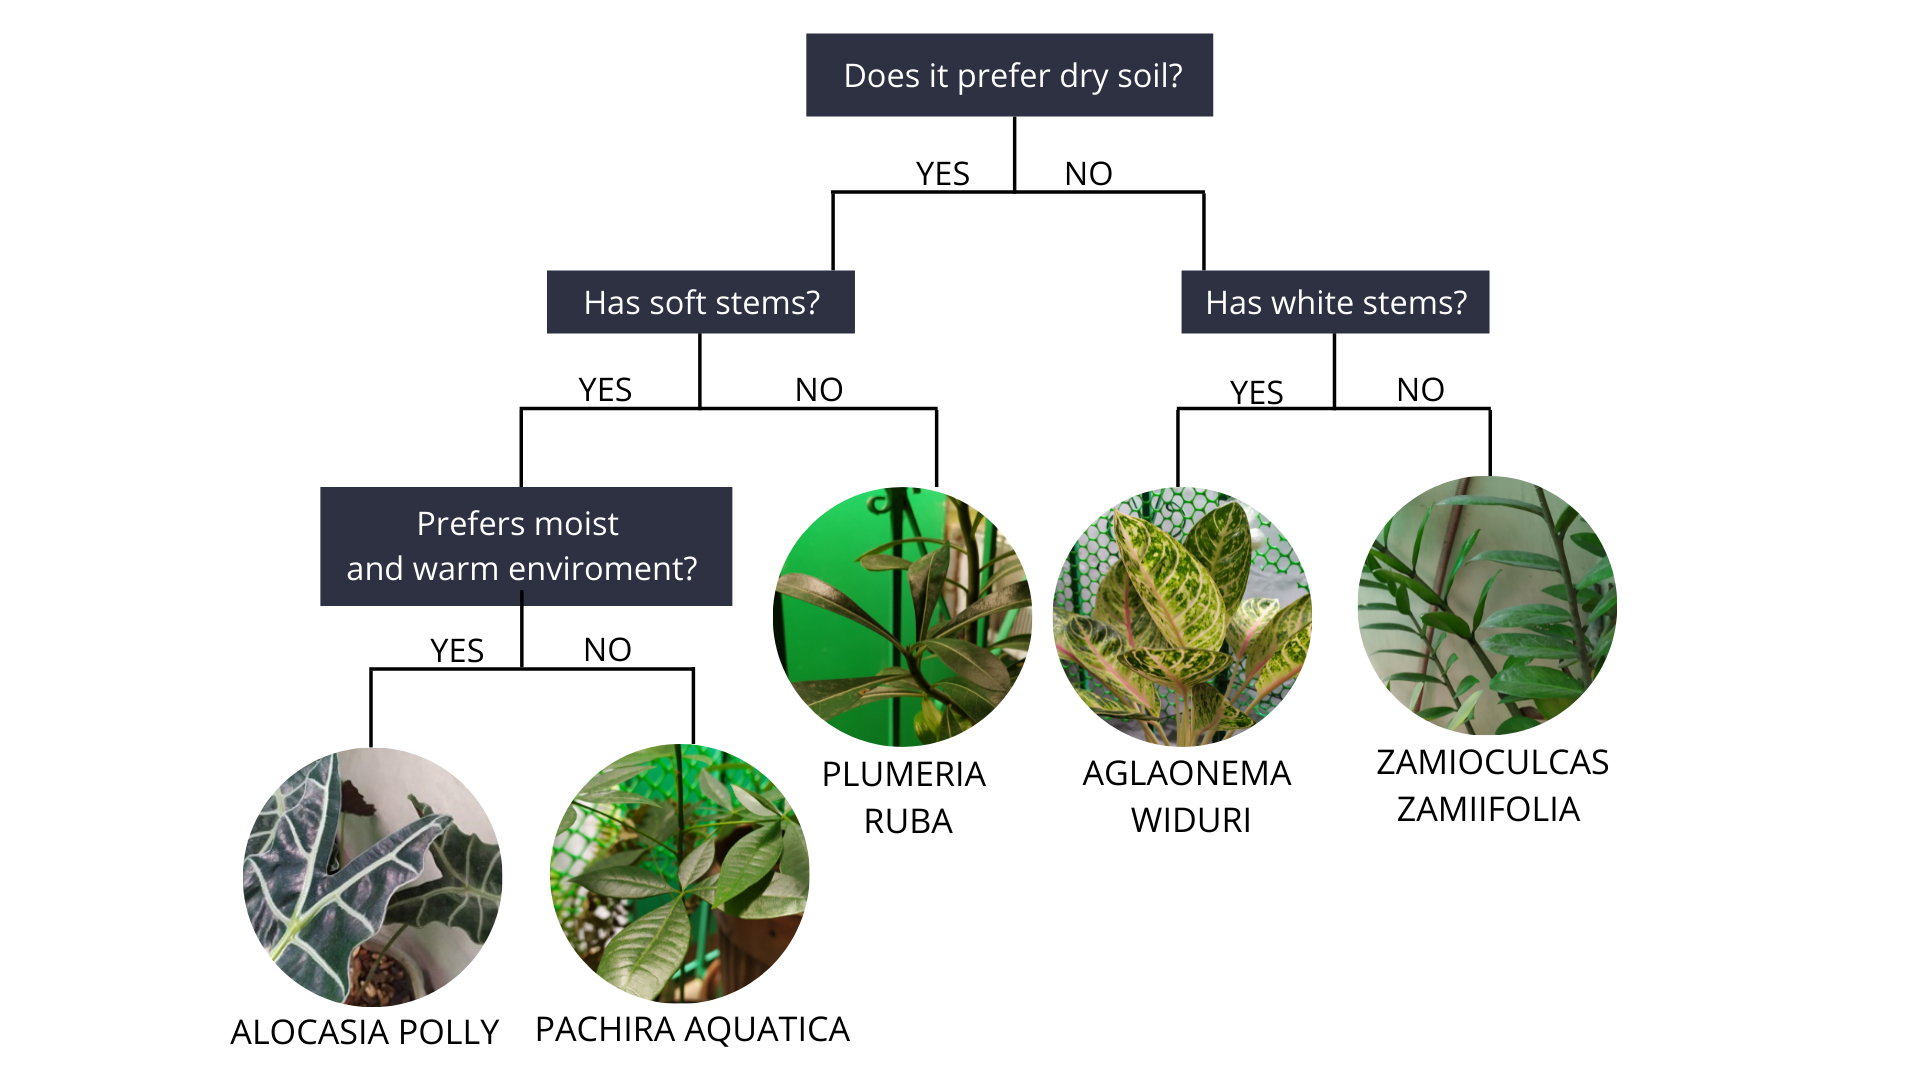 Does it prefer dry soil?
YES
NO
Has soft stems?
Has white stems?
YES
NO
YES
NO
Prefers moist
and warm enviroment?
YES
NO
PLUMERIA
RUBA
AGLAONEMA
WIDURI
ZAMIOCULCAS
ZAMIIFOLIA
ALOCASIA POLLY
PACHIRA AQUATICA